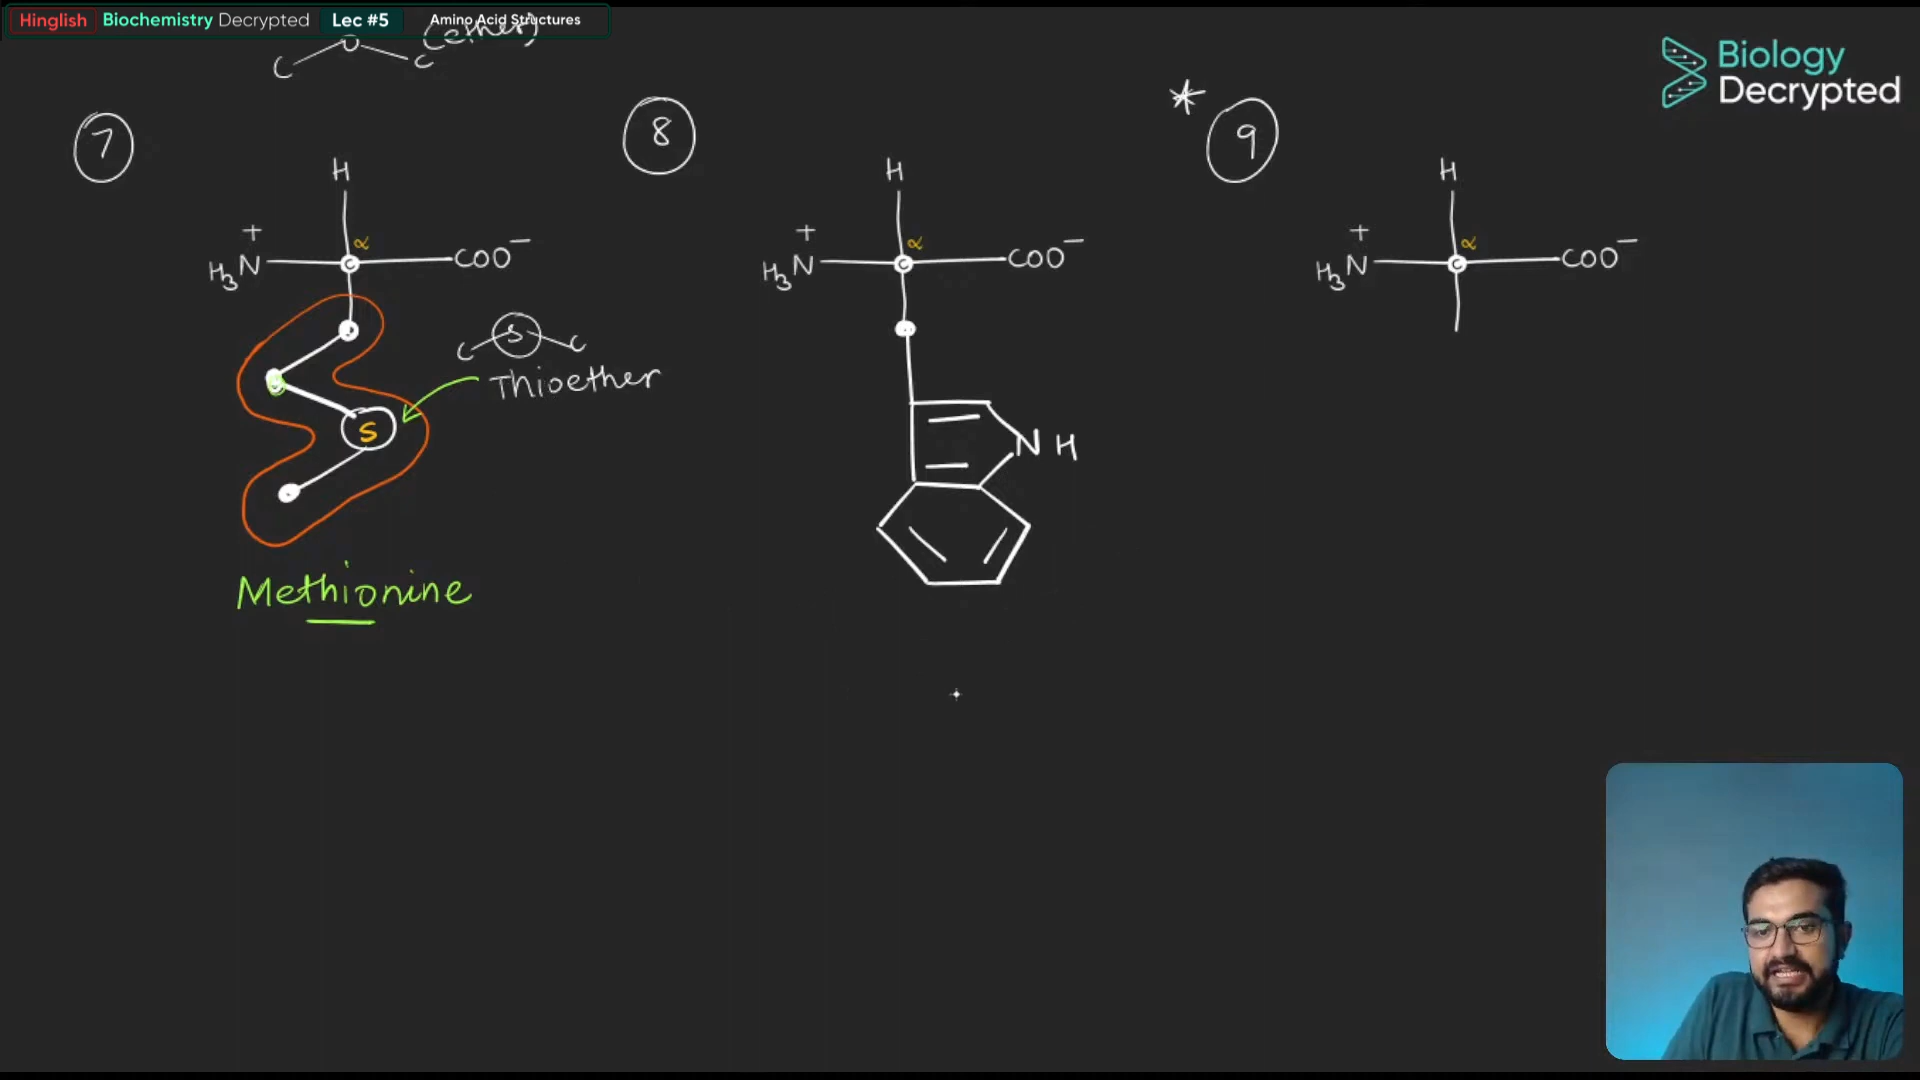 Hinglish Biochemistry Decrypted Lec #5 Amino Acid Structures
(ether)
C O C
Biology
Decrypted
7
H
+
H3N C α COO−
S
C S C
Thioether
Methionine
8
H
+
H3N C α COO−
N H
* 9
H
+
H3N C α COO−